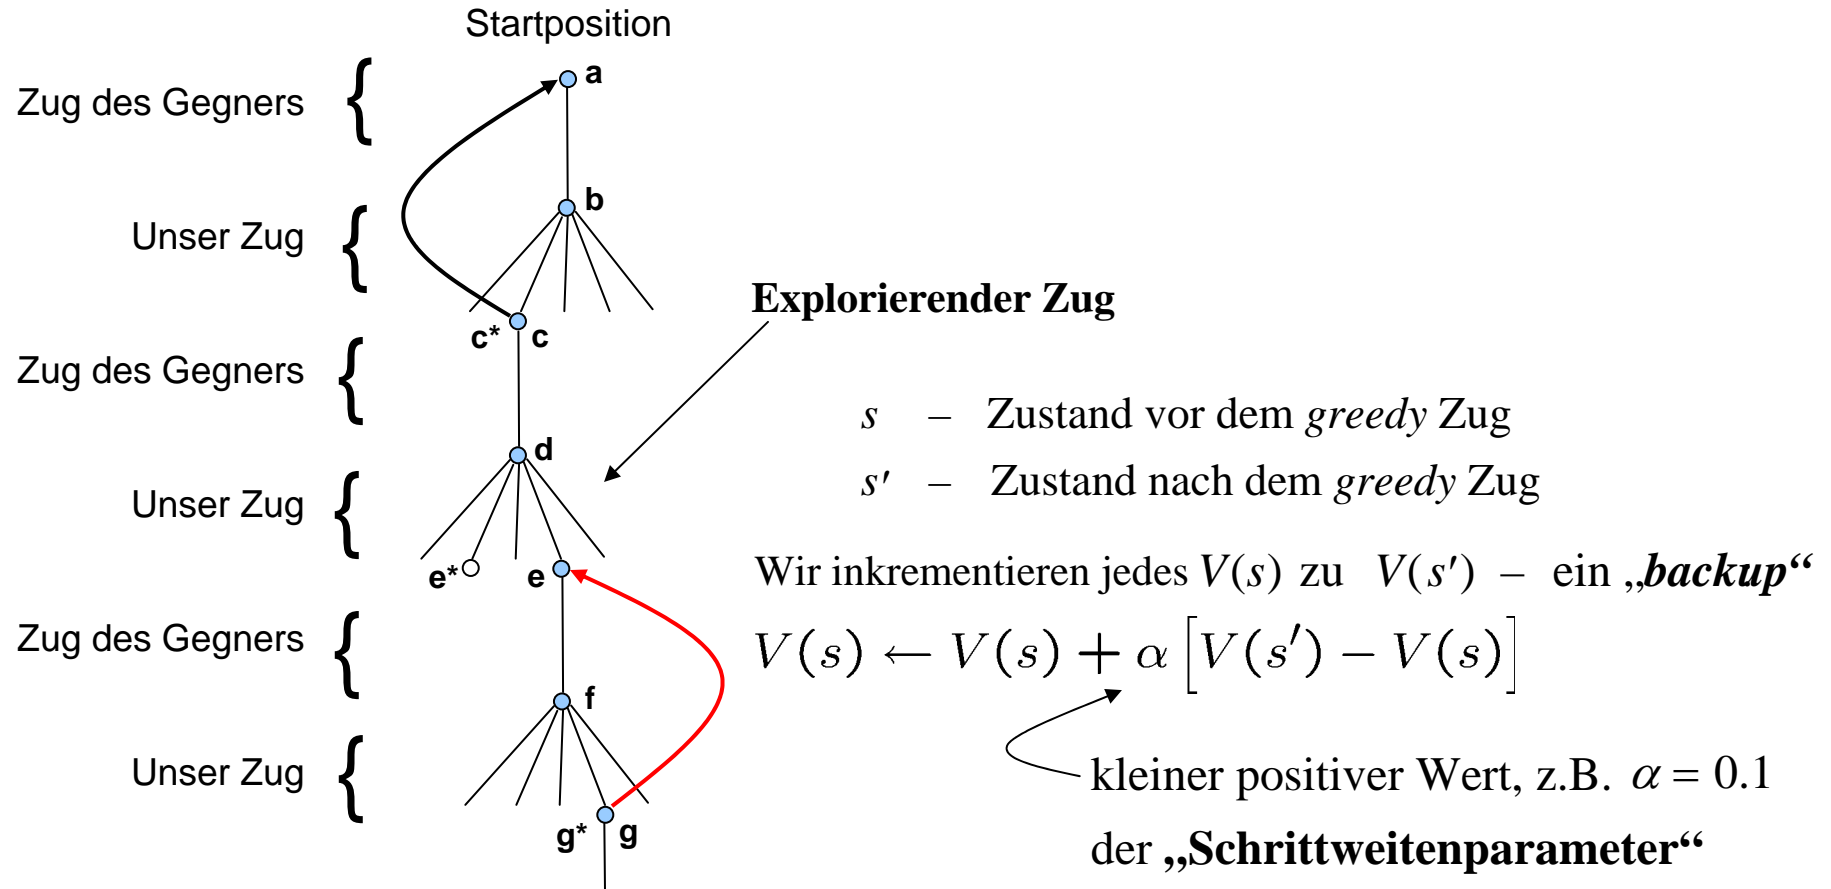 Startposition
a
Zug des Gegners {
b
Unser Zug {
Explorierender Zug
c* c
Zug des Gegners {
s – Zustand vor dem greedy Zug
d
s′ – Zustand nach dem greedy Zug
Unser Zug {
e* e
Wir inkrementieren jedes V(s) zu V(s′) – ein „backup“
Zug des Gegners {
V(s) ← V(s) + α [V(s′) − V(s)]
f
Unser Zug {
kleiner positiver Wert, z.B. α = 0.1
g* g
der „Schrittweitenparameter“